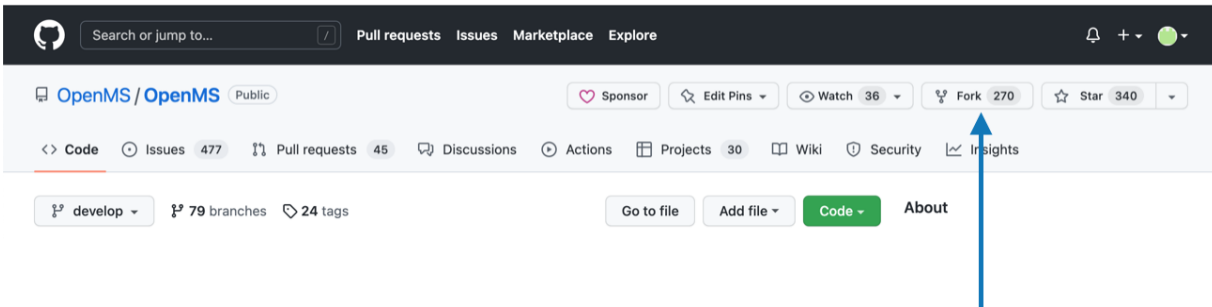 Search or jump to... / Pull requests Issues Marketplace Explore
OpenMS / OpenMS Public Sponsor Edit Pins Watch 36 Fork 270 Star 340
<> Code Issues 477 Pull requests 45 Discussions Actions Projects 30 Wiki Security Insights
develop 79 branches 24 tags Go to file Add file Code About